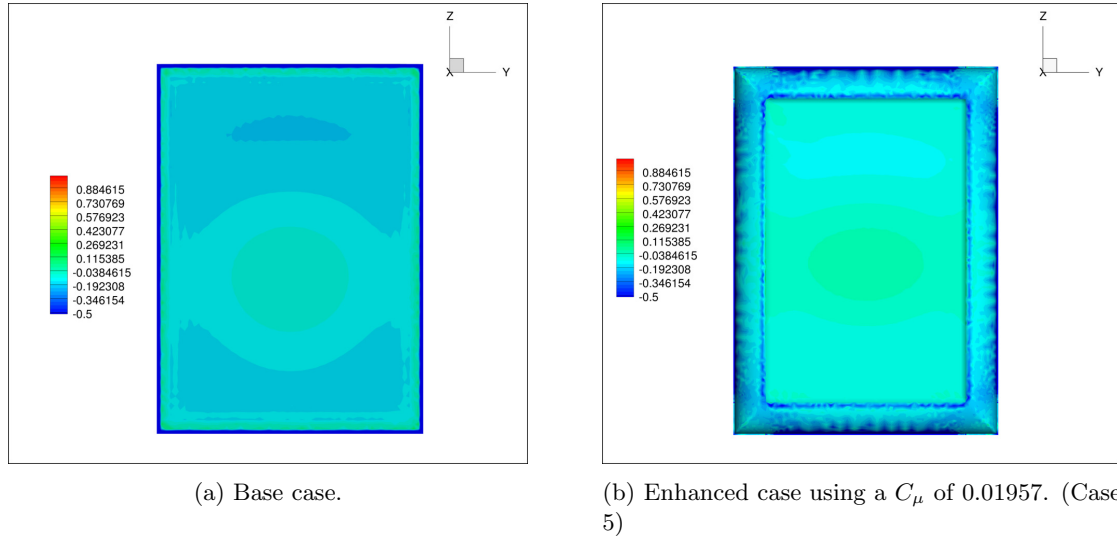 Z
X
Y
0.884615
0.730769
0.576923
0.423077
0.269231
0.115385
-0.0384615
-0.192308
-0.346154
-0.5
(a) Base case.
Z
X
Y
0.884615
0.730769
0.576923
0.423077
0.269231
0.115385
-0.0384615
-0.192308
-0.346154
-0.5
(b) Enhanced case using a Cμ of 0.01957. (Case
5)